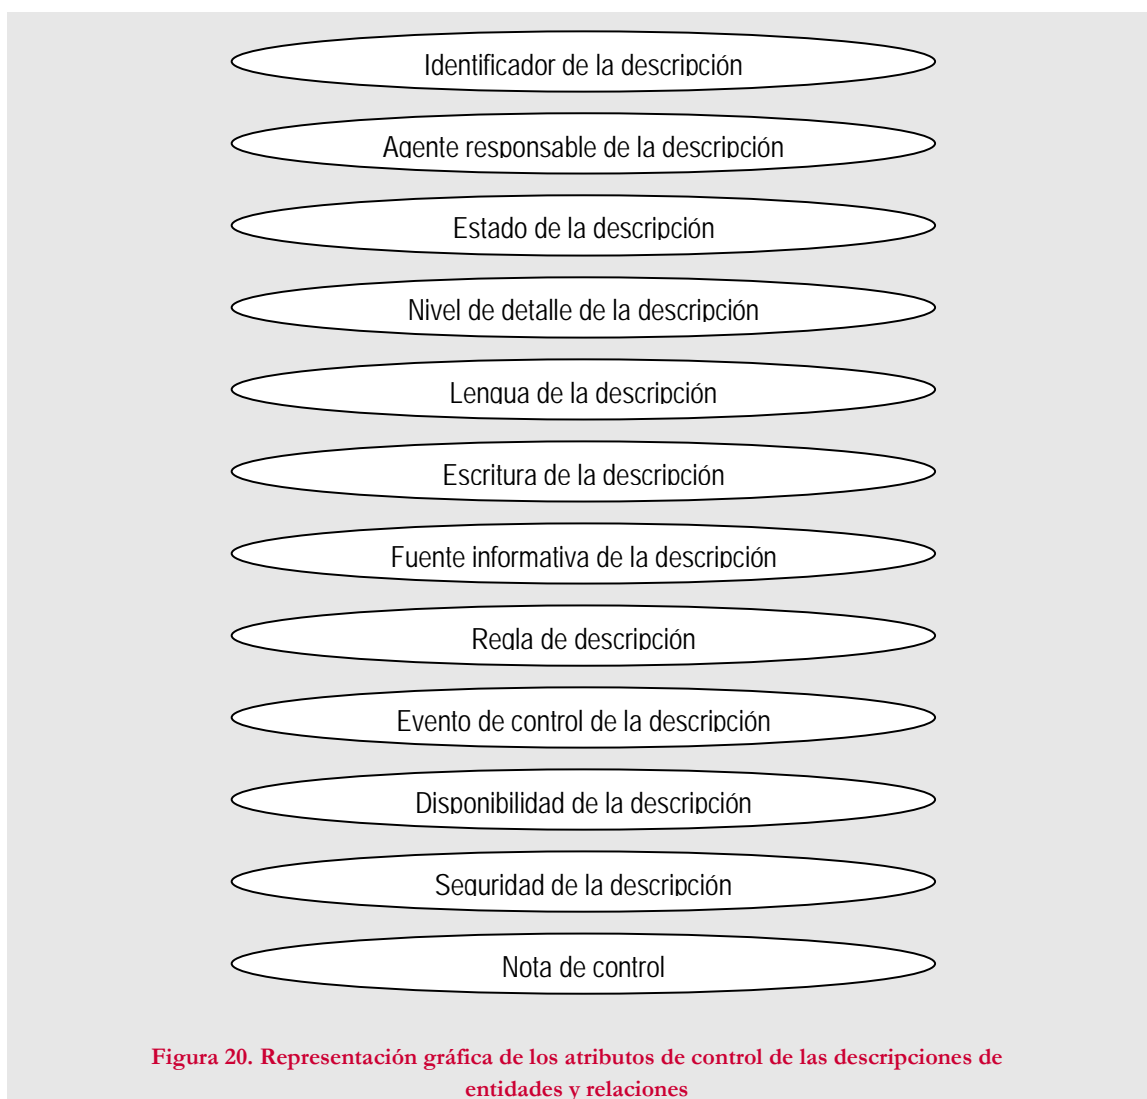 Identificador de la descripción
Agente responsable de la descripción
Estado de la descripción
Nivel de detalle de la descripción
Lengua de la descripción
Escritura de la descripción
Fuente informativa de la descripción
Regla de descripción
Evento de control de la descripción
Disponibilidad de la descripción
Seguridad de la descripción
Nota de control
Figura 20. Representación gráfica de los atributos de control de las descripciones de
entidades y relaciones